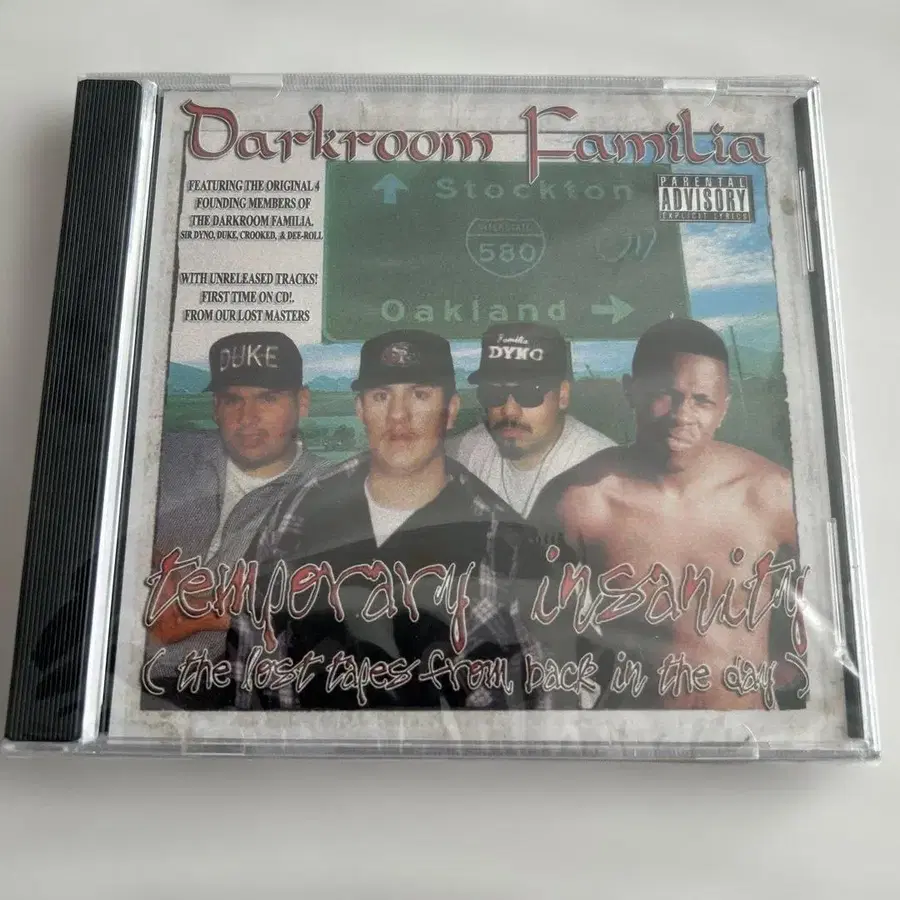 Darkroom Familia
FEATURING THE ORIGINAL 4
FOUNDING MEMBERS OF
THE DARKROOM FAMILIA.
SIR DYNO, DUKE, CROOKED, & DEE-ROLL
WITH UNRELEASED TRACKS!
FIRST TIME ON CD!.
FROM OUR LOST MASTERS
Stockton
INTERSTATE
580
Oakland
PARENTAL
ADVISORY
EXPLICIT LYRICS
DUKE
SF
Familia
DYNO
temporary insanity
( the lost tapes from back in the day )